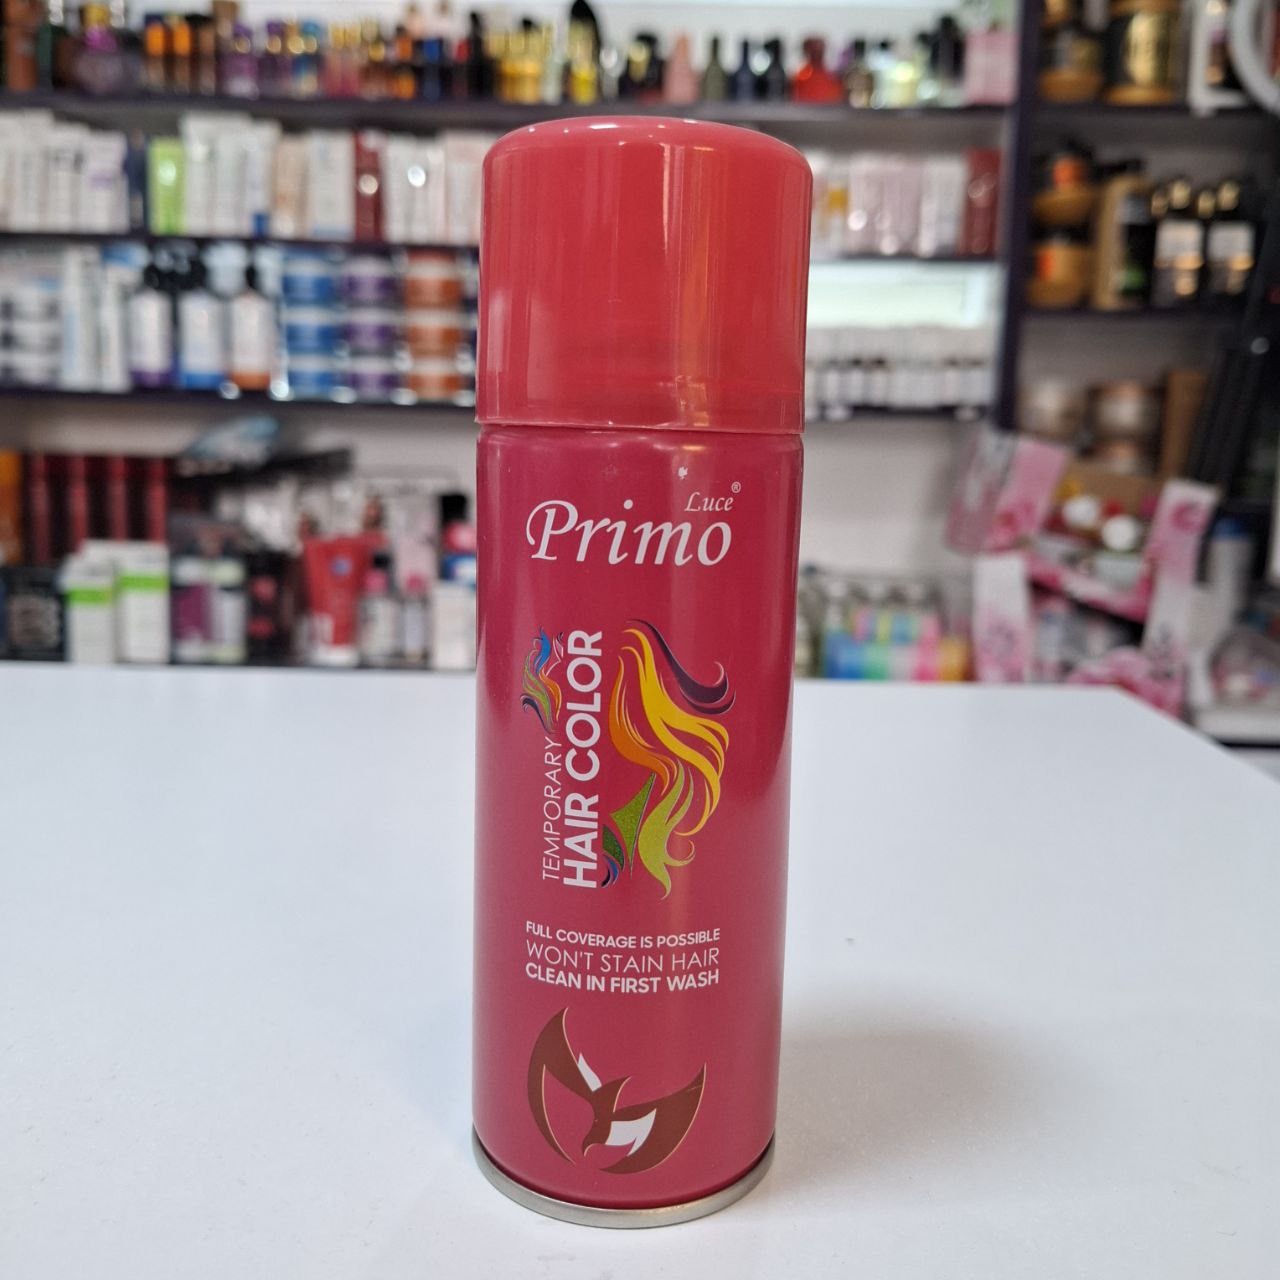 Luce®
Primo
TEMPORARY
HAIR COLOR
FULL COVERAGE IS POSSIBLE
WON'T STAIN HAIR
CLEAN IN FIRST WASH